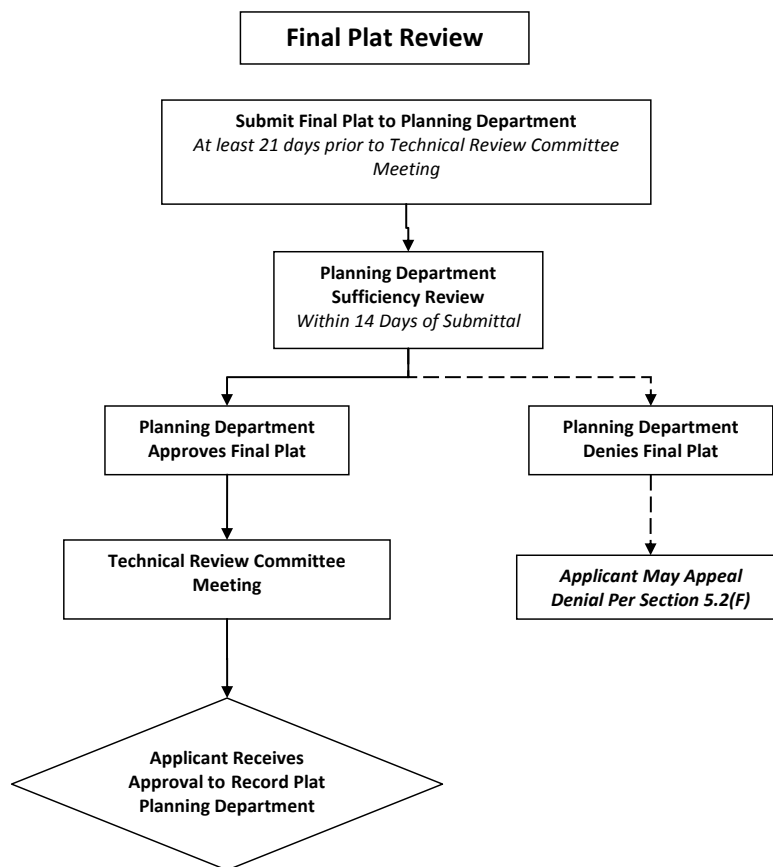 Final Plat Review
Submit Final Plat to Planning Department
At least 21 days prior to Technical Review Committee
Meeting
Planning Department
Sufficiency Review
Within 14 Days of Submittal
Planning Department
Approves Final Plat
Planning Department
Denies Final Plat
Technical Review Committee
Meeting
Applicant May Appeal
Denial Per Section 5.2(F)
Applicant Receives
Approval to Record Plat
Planning Department